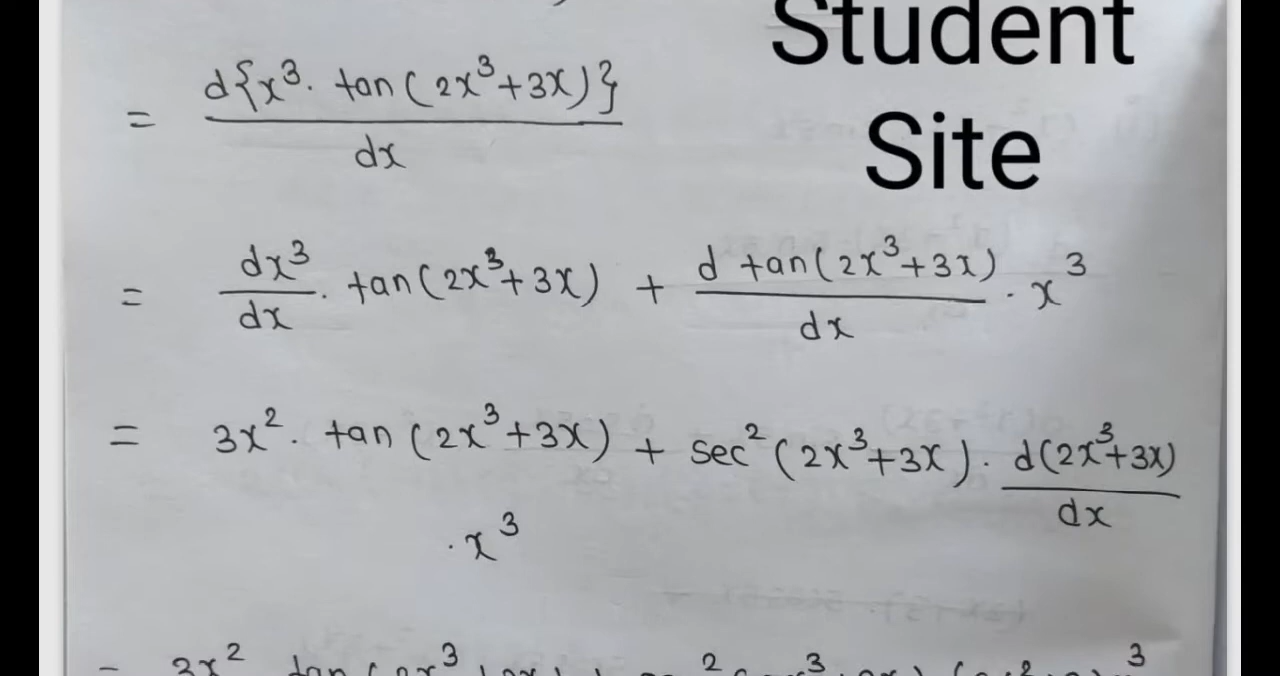 Student
Site
= d{x³. tan(2x³+3x)}
dx
= dx³/dx . tan(2x³+3x) + d tan(2x³+3x)/dx . x³
= 3x². tan(2x³+3x) + sec²(2x³+3x). d(2x³+3x)/dx
.x³